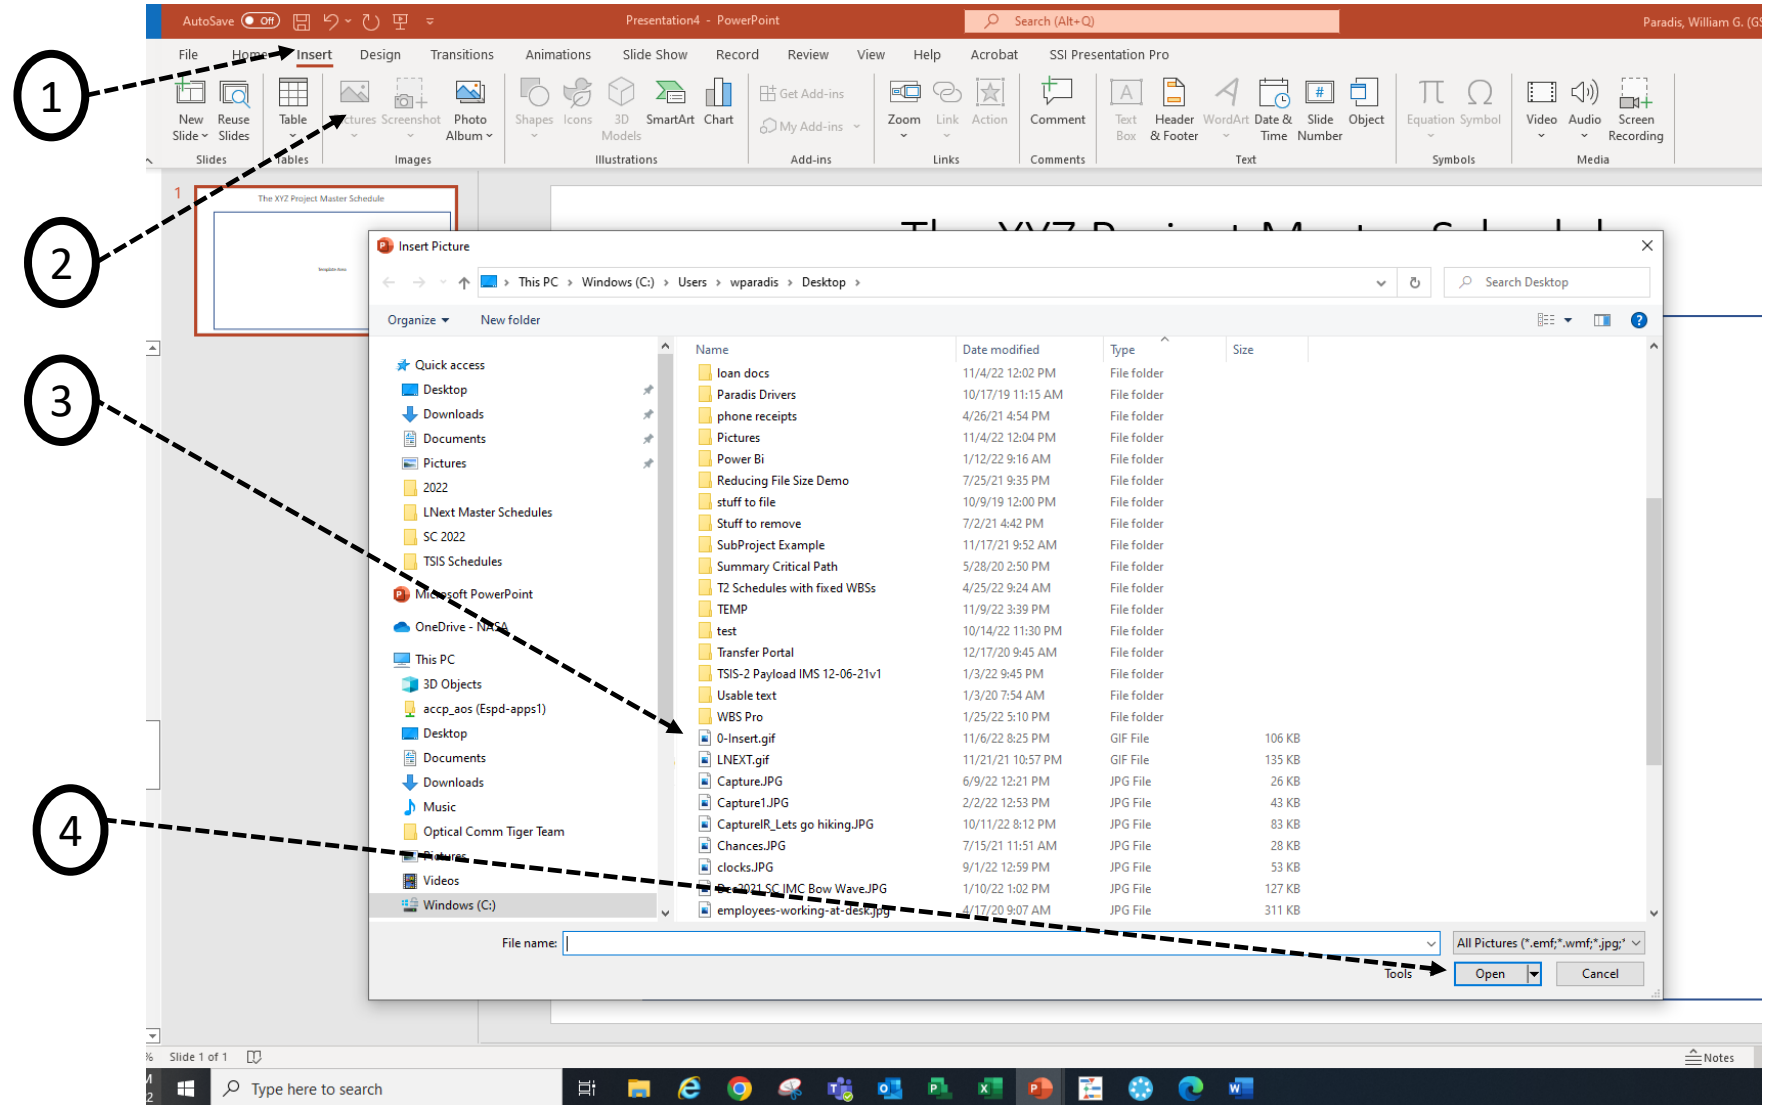 AutoSave Off
Presentation4 - PowerPoint
Search (Alt+Q)
Paradis, William G. (GS
1
File Home Insert Design Transitions Animations Slide Show Record Review View Help Acrobat SSI Presentation Pro
New Slide
Reuse Slides
Table
Pictures
Screenshot
Photo Album
Shapes
Icons
3D Models
SmartArt
Chart
Get Add-ins
My Add-ins
Zoom
Link
Action
Comment
Text Box
Header & Footer
WordArt
Date & Time
Slide Number
Object
Equation
Symbol
Video
Audio
Screen Recording
Slides Tables Images Illustrations Add-ins Links Comments Text Symbols Media
1
The XYZ Project Master Schedule
Template Area
The XYZ Project Master Schedule
2
Insert Picture
This PC > Windows (C:) > Users > wparadis > Desktop >
Search Desktop
Organize New folder
3
Quick access
Desktop
Downloads
Documents
Pictures
2022
LNext Master Schedules
SC 2022
TSIS Schedules
Microsoft PowerPoint
OneDrive - NASA
This PC
3D Objects
accp_aos (Espd-apps1)
Desktop
Documents
Downloads
Music
Optical Comm Tiger Team
Pictures
Videos
Windows (C:)
Name Date modified Type Size
loan docs 11/4/22 12:02 PM File folder
Paradis Drivers 10/17/19 11:15 AM File folder
phone receipts 4/26/21 4:54 PM File folder
Pictures 11/4/22 12:04 PM File folder
Power Bi 1/12/22 9:16 AM File folder
Reducing File Size Demo 7/25/21 9:35 PM File folder
stuff to file 10/9/19 12:00 PM File folder
Stuff to remove 7/2/21 4:42 PM File folder
SubProject Example 11/17/21 9:52 AM File folder
Summary Critical Path 5/28/20 2:50 PM File folder
T2 Schedules with fixed WBSs 4/25/22 9:24 AM File folder
TEMP 11/9/22 3:39 PM File folder
test 10/14/22 11:30 PM File folder
Transfer Portal 12/17/20 9:45 AM File folder
TSIS-2 Payload IMS 12-06-21v1 1/3/22 9:45 PM File folder
Usable text 1/3/20 7:54 AM File folder
WBS Pro 1/25/22 5:10 PM File folder
0-Insert.gif 11/6/22 8:25 PM GIF File 106 KB
LNEXT.gif 11/21/21 10:57 PM GIF File 135 KB
Capture.JPG 6/9/22 12:21 PM JPG File 26 KB
Capture1.JPG 2/2/22 12:53 PM JPG File 43 KB
CaptureIR_Lets go hiking.JPG 10/11/22 8:12 PM JPG File 83 KB
Chances.JPG 7/15/21 11:51 AM JPG File 28 KB
clocks.JPG 9/1/22 12:59 PM JPG File 53 KB
Dec2021 SC IMC Bow Wave.JPG 1/10/22 1:02 PM JPG File 127 KB
employees-working-at-desk.jpg 4/17/20 9:07 AM JPG File 311 KB
4
File name:
All Pictures (*.emf;*.wmf;*.jpg;*
Tools Open Cancel
% Slide 1 of 1
Notes
M
2
Type here to search